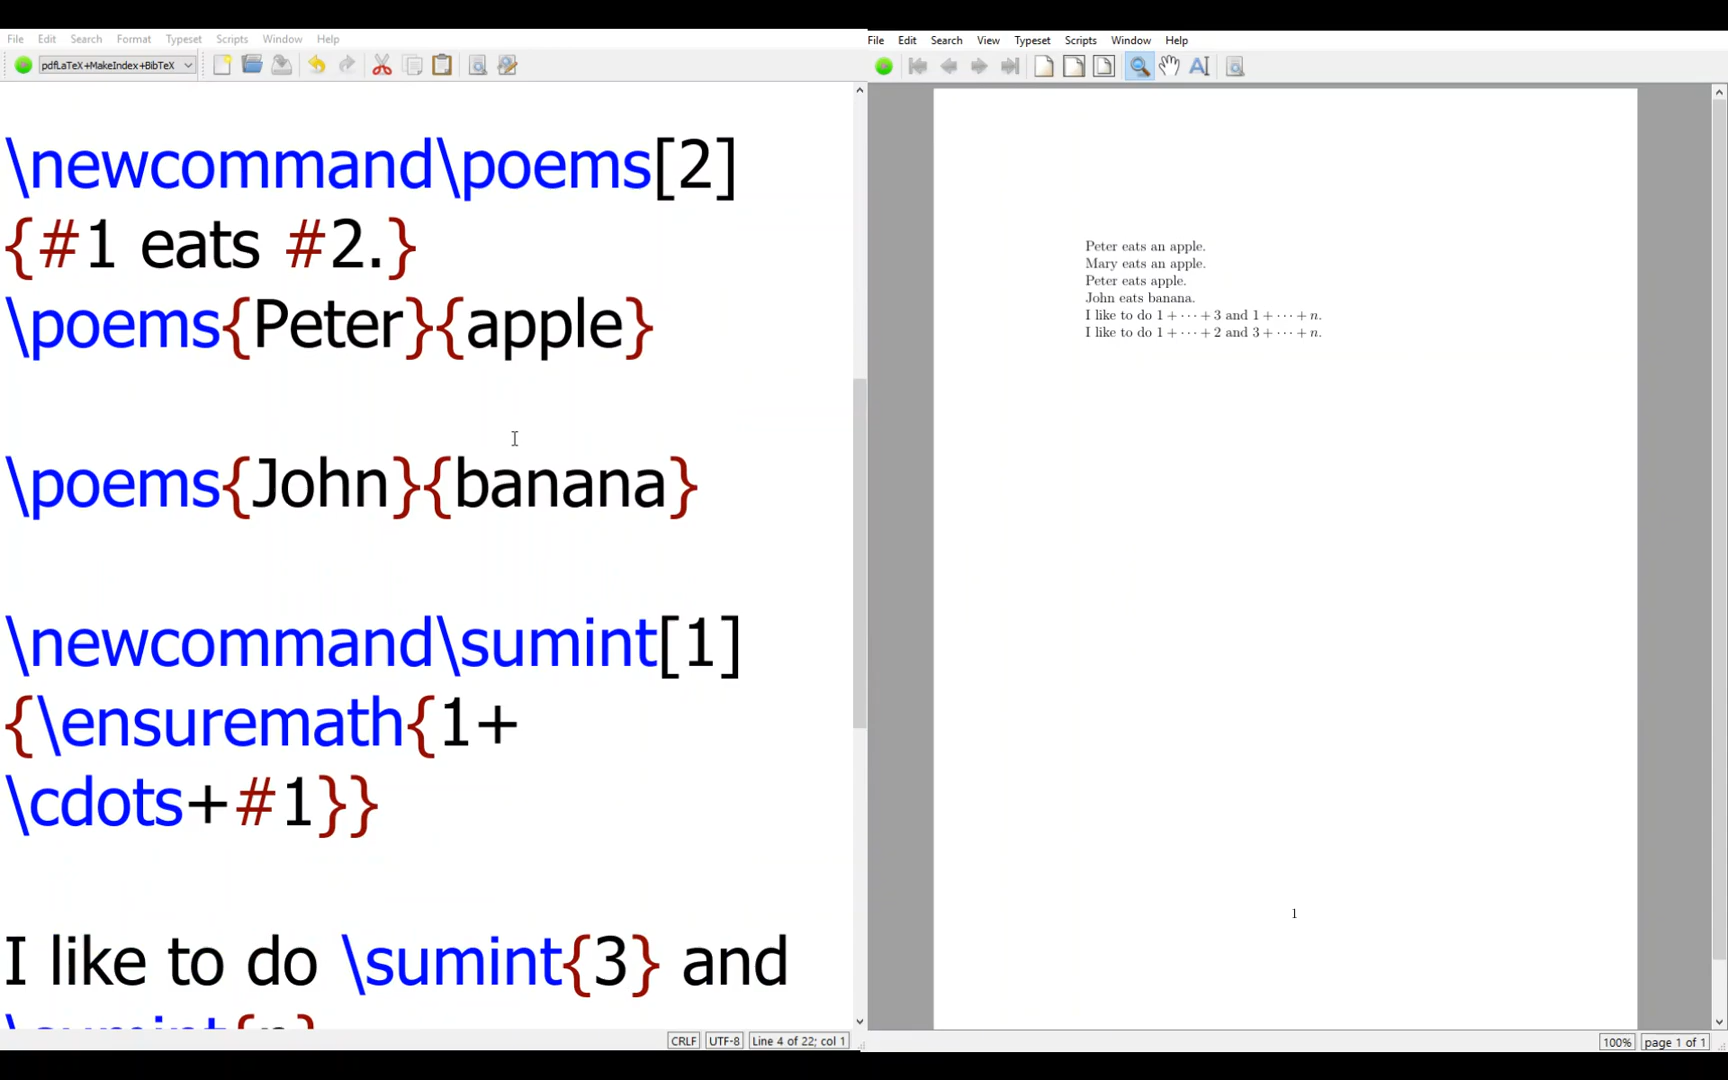 File Edit Search Format Typeset Scripts Window Help
pdfLaTeX+MakeIndex+BibTeX
\newcommand\poems[2]
{#1 eats #2.}
\poems{Peter}{apple}
\poems{John}{banana}
\newcommand\sumint[1]
{\ensuremath{1+
\cdots+#1}}
I like to do \sumint{3} and
\sumint{n}
CRLF UTF-8 Line 4 of 22; col 1
File Edit Search View Typeset Scripts Window Help
Peter eats an apple.
Mary eats an apple.
Peter eats apple.
John eats banana.
I like to do 1 + ··· + 3 and 1 + ··· + n.
I like to do 1 + ··· + 2 and 3 + ··· + n.
1
100% page 1 of 1